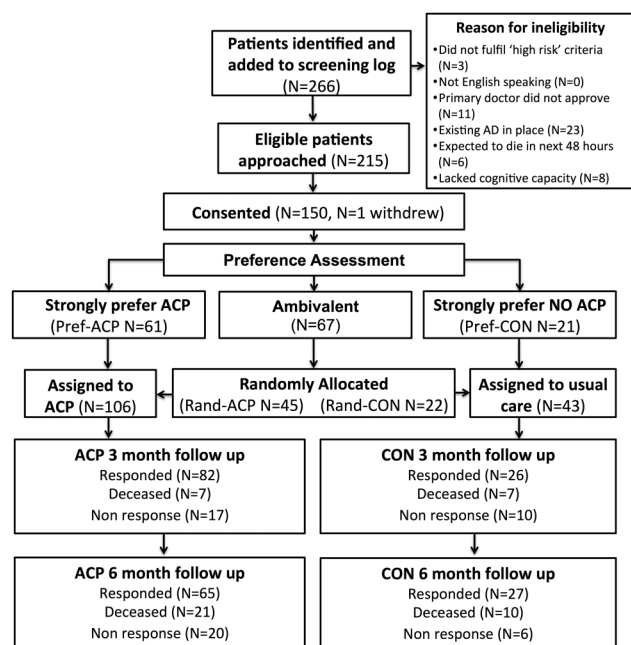 Patients identified and
added to screening log
(N=266)
Reason for ineligibility
•Did not fulfil ‘high risk’ criteria
(N=3)
•Not English speaking (N=0)
•Primary doctor did not approve
(N=11)
•Existing AD in place (N=23)
•Expected to die in next 48 hours
(N=6)
•Lacked cognitive capacity (N=8)
Eligible patients
approached (N=215)
Consented (N=150, N=1 withdrew)
Preference Assessment
Strongly prefer ACP
(Pref-ACP N=61)
Ambivalent
(N=67)
Strongly prefer NO ACP
(Pref-CON N=21)
Assigned to
ACP (N=106)
Randomly Allocated
(Rand-ACP N=45) (Rand-CON N=22)
Assigned to usual
care (N=43)
ACP 3 month follow up
Responded (N=82)
Deceased (N=7)
Non response (N=17)
CON 3 month follow up
Responded (N=26)
Deceased (N=7)
Non response (N=10)
ACP 6 month follow up
Responded (N=65)
Deceased (N=21)
Non response (N=20)
CON 6 month follow up
Responded (N=27)
Deceased (N=10)
Non response (N=6)